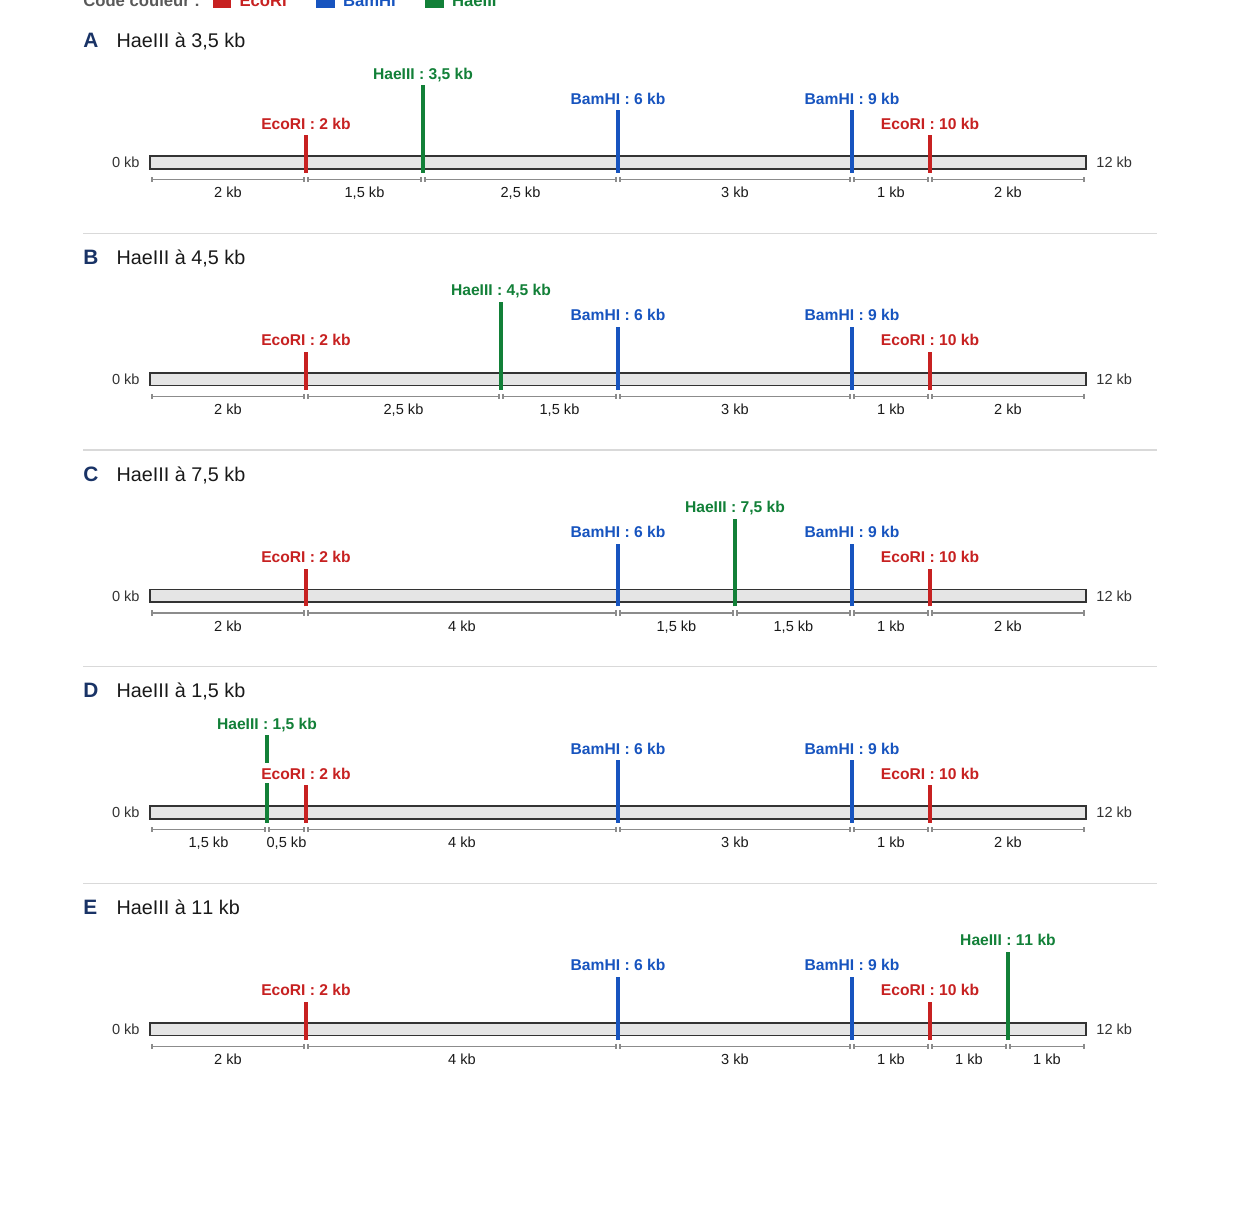 Code couleur : EcoRI BamHI HaeIII
A HaeIII à 3,5 kb
HaeIII : 3,5 kb
BamHI : 6 kb BamHI : 9 kb
EcoRI : 2 kb EcoRI : 10 kb
0 kb 12 kb
2 kb 1,5 kb 2,5 kb 3 kb 1 kb 2 kb
B HaeIII à 4,5 kb
HaeIII : 4,5 kb
BamHI : 6 kb BamHI : 9 kb
EcoRI : 2 kb EcoRI : 10 kb
0 kb 12 kb
2 kb 2,5 kb 1,5 kb 3 kb 1 kb 2 kb
C HaeIII à 7,5 kb
HaeIII : 7,5 kb
BamHI : 6 kb BamHI : 9 kb
EcoRI : 2 kb EcoRI : 10 kb
0 kb 12 kb
2 kb 4 kb 1,5 kb 1,5 kb 1 kb 2 kb
D HaeIII à 1,5 kb
HaeIII : 1,5 kb
BamHI : 6 kb BamHI : 9 kb
EcoRI : 2 kb EcoRI : 10 kb
0 kb 12 kb
1,5 kb 0,5 kb 4 kb 3 kb 1 kb 2 kb
E HaeIII à 11 kb
HaeIII : 11 kb
BamHI : 6 kb BamHI : 9 kb
EcoRI : 2 kb EcoRI : 10 kb
0 kb 12 kb
2 kb 4 kb 3 kb 1 kb 1 kb 1 kb